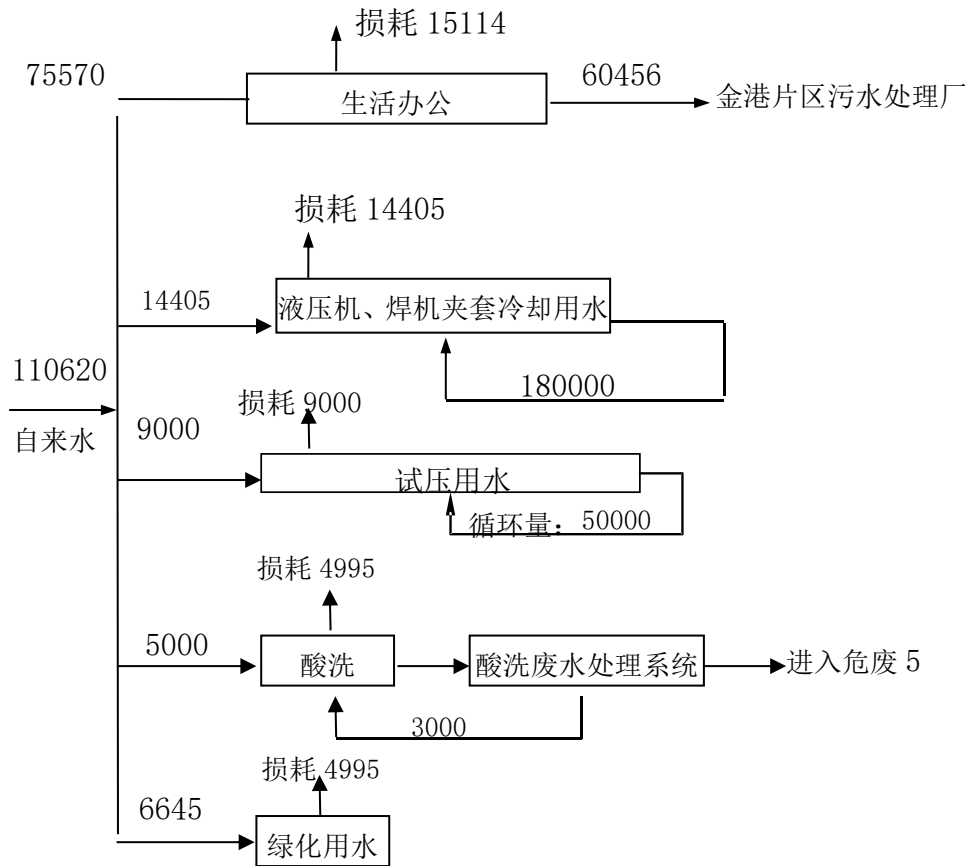 损耗 15114
75570
60456
生活办公
金港片区污水处理厂
损耗 14405
14405
液压机、焊机夹套冷却用水
110620
180000
自来水
损耗 9000
9000
试压用水
循环量：50000
损耗 4995
5000
酸洗
酸洗废水处理系统
进入危废 5
3000
损耗 4995
6645
绿化用水